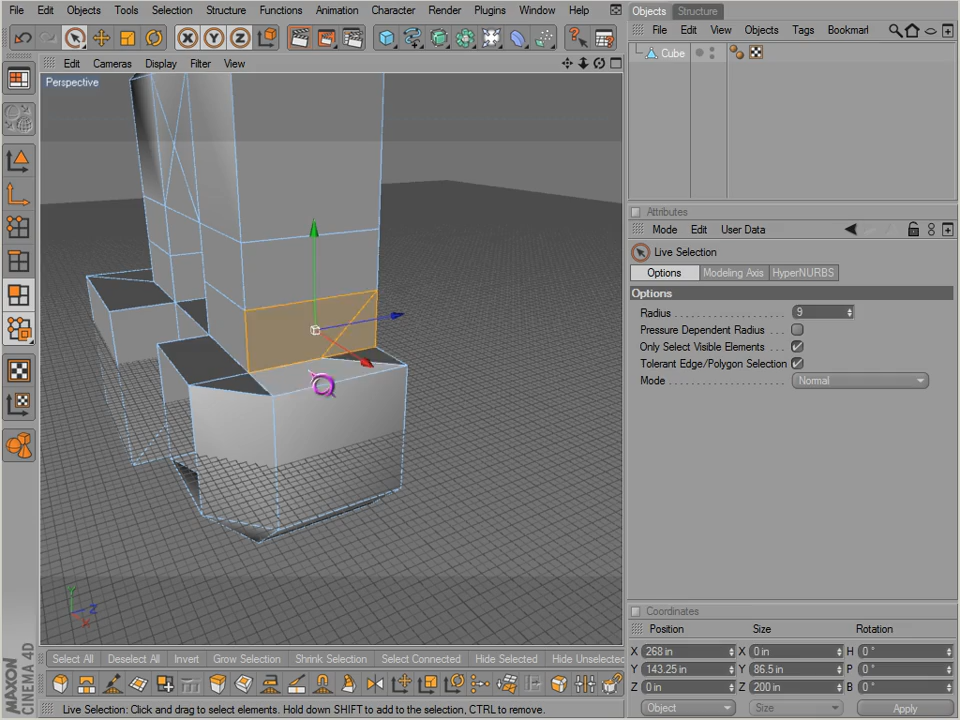 File Edit Objects Tools Selection Structure Functions Animation Character Render Plugins Window Help
Objects Structure
File Edit View Objects Tags Bookmark
Edit Cameras Display Filter View
Perspective
Cube
Attributes
Mode Edit User Data
Live Selection
Options Modeling Axis HyperNURBS
Options
Radius 9
Pressure Dependent Radius
Only Select Visible Elements
Tolerant Edge/Polygon Selection
Mode Normal
X Y Z
Y
Z
X
Coordinates
Position Size Rotation
X 268 in X 0 in H 0 °
Y 143.25 in Y 86.5 in P 0 °
Z 0 in Z 200 in B 0 °
Object Size Apply
Select All Deselect All Invert Grow Selection Shrink Selection Select Connected Hide Selected Hide Unselected
Live Selection: Click and drag to select elements. Hold down SHIFT to add to the selection, CTRL to remove.
MAXON
CINEMA 4D